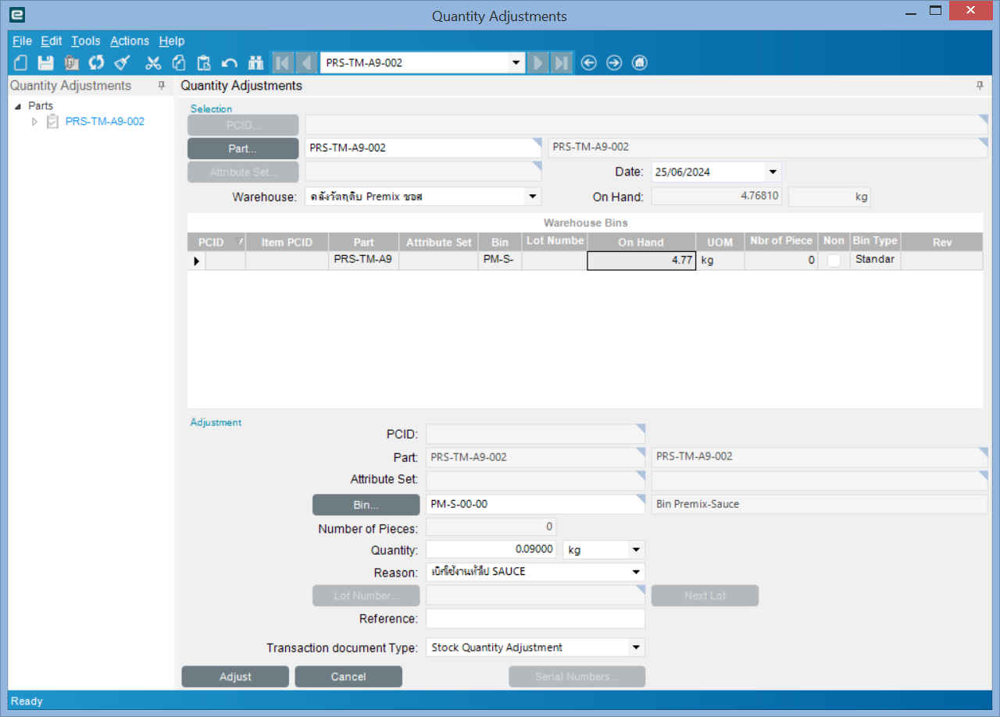 Quantity Adjustments
File Edit Tools Actions Help
PRS-TM-A9-002
Quantity Adjustments
Quantity Adjustments
Parts
PRS-TM-A9-002
Selection
PCID...
Part... PRS-TM-A9-002 PRS-TM-A9-002
Attribute Set... Date: 25/06/2024
Warehouse: คลังวัตถุดิบ Premix ซอส On Hand: 4.76810 kg
Warehouse Bins
PCID Item PCID Part Attribute Set Bin Lot Numbe On Hand UOM Nbr of Piece Non Bin Type Rev
PRS-TM-A9 PM-S- 4.77 kg 0 Standar
Adjustment
PCID:
Part: PRS-TM-A9-002 PRS-TM-A9-002
Attribute Set:
Bin... PM-S-00-00 Bin Premix-Sauce
Number of Pieces: 0
Quantity: 0.09000 kg
Reason: เบิกใช้งานทั่วไป SAUCE
Lot Number... Next Lot
Reference:
Transaction document Type: Stock Quantity Adjustment
Adjust Cancel Serial Numbers...
Ready